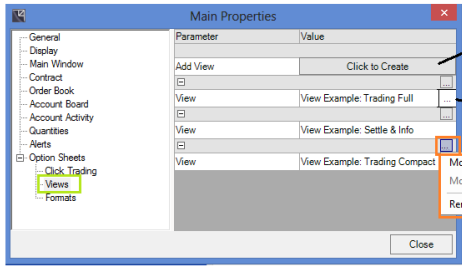 Main Properties
General
Display
Main Window
Contract
Order Book
Account Board
Account Activity
Quantities
Alerts
Option Sheets
Click Trading
Views
Formats
Parameter Value
Add View Click to Create
...
View View Example: Trading Full ...
...
View View Example: Settle & Info
...
View View Example: Trading Compact
Close